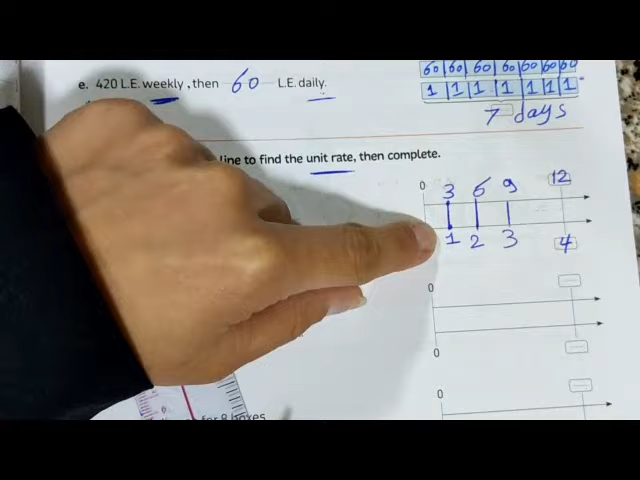 60 60 60 60 60 60 60
e. 420 L.E. weekly, then 60 L.E. daily.
1 1 1 1 1 1 1
7 days
line to find the unit rate, then complete.
0 3 6 9 12
1 2 3 4
0
0
0
for 8 boxes